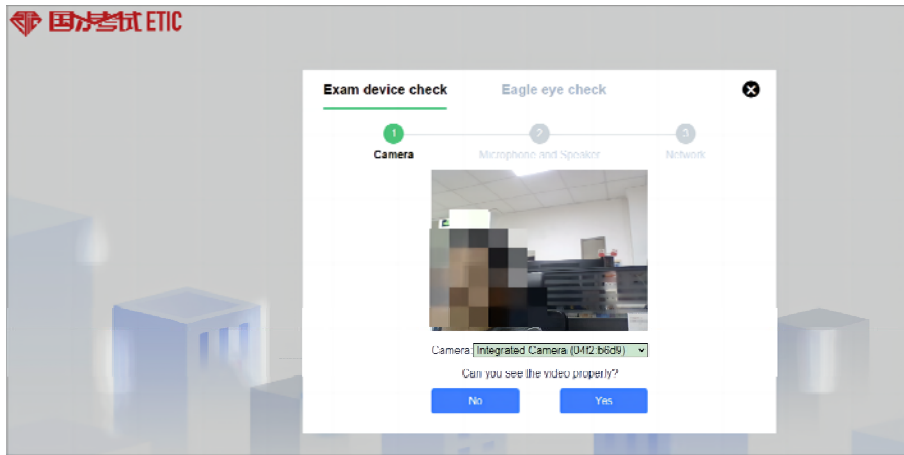 国才考试 ETIC
Exam device check
Eagle eye check
1
2
3
Camera
Microphone and Speaker
Network
Camera: Integrated Camera (04f2:b6d9)
Can you see the video properly?
No
Yes